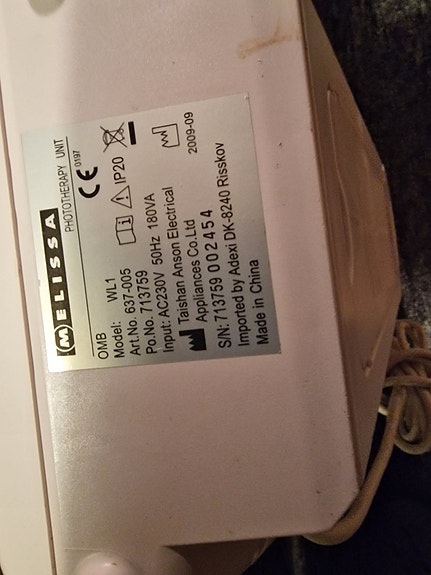 (M) ELISSA
PHOTOTHERAPY UNIT
CE
0197
OMB
Model: WL1
Art.No. 637-005
IP20
Po.No. 713759
Input: AC230V 50Hz 180VA
Taishan Anson Electrical
Appliances Co.Ltd
2009-09
S/N: 713759 002454
Imported by Adexi DK-8240 Risskov
Made in China